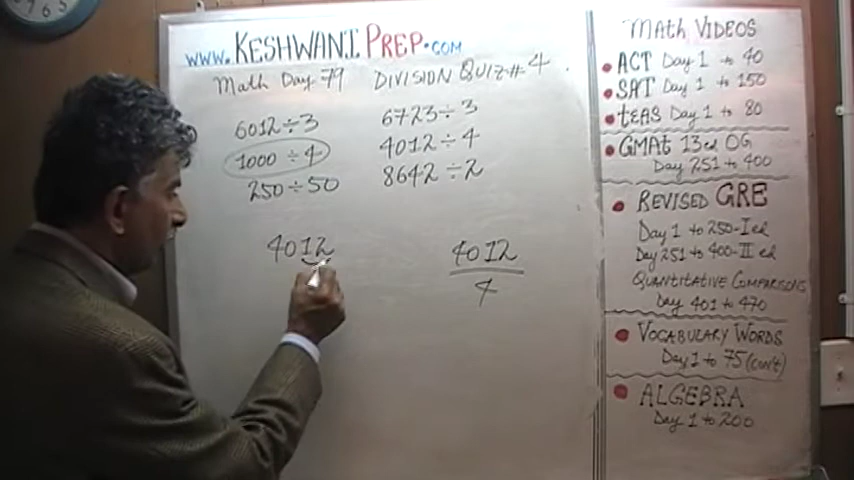 www.KESHWANIPREP.COM
Math Day 79 DIVISION QUIZ # 4
6012 ÷ 3
1000 ÷ 4
250 ÷ 50
6723 ÷ 3
4012 ÷ 4
8642 ÷ 2
4012
4012
4
Math VIDEOS
ACT Day 1 to 40
SAT Day 1 to 150
tEAS Day 1 to 80
GMAt 13 ed OG
Day 251 to 400
REVISED GRE
Day 1 to 250-I ed
Day 251 to 400-II ed
QUANTITATIVE COMPARISONS
Day 401 to 470
VOCABULARY WORDS
Day 1 to 75 (con't)
ALGEBRA
Day 1 to 200